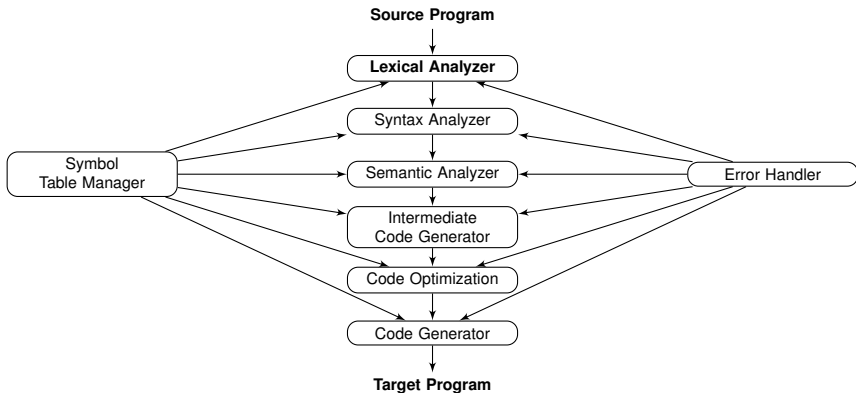 Source Program
Lexical Analyzer
Syntax Analyzer
Symbol
Table Manager
Semantic Analyzer
Error Handler
Intermediate
Code Generator
Code Optimization
Code Generator
Target Program